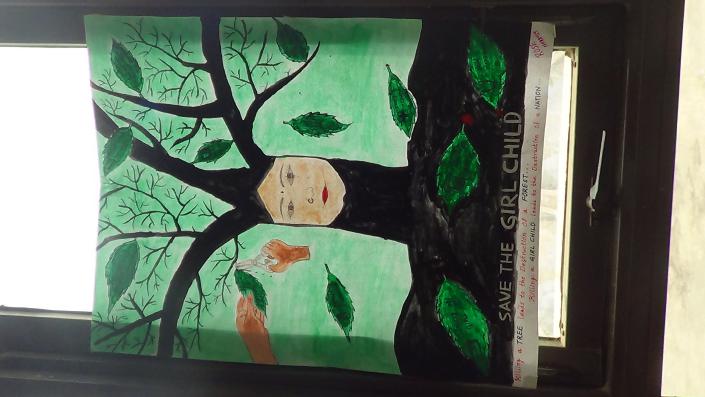 SAVE THE GIRL CHILD
Killing a TREE leads to the Destruction of a FOREST...
Killing a GIRL CHILD leads to the Destruction of a NATION...